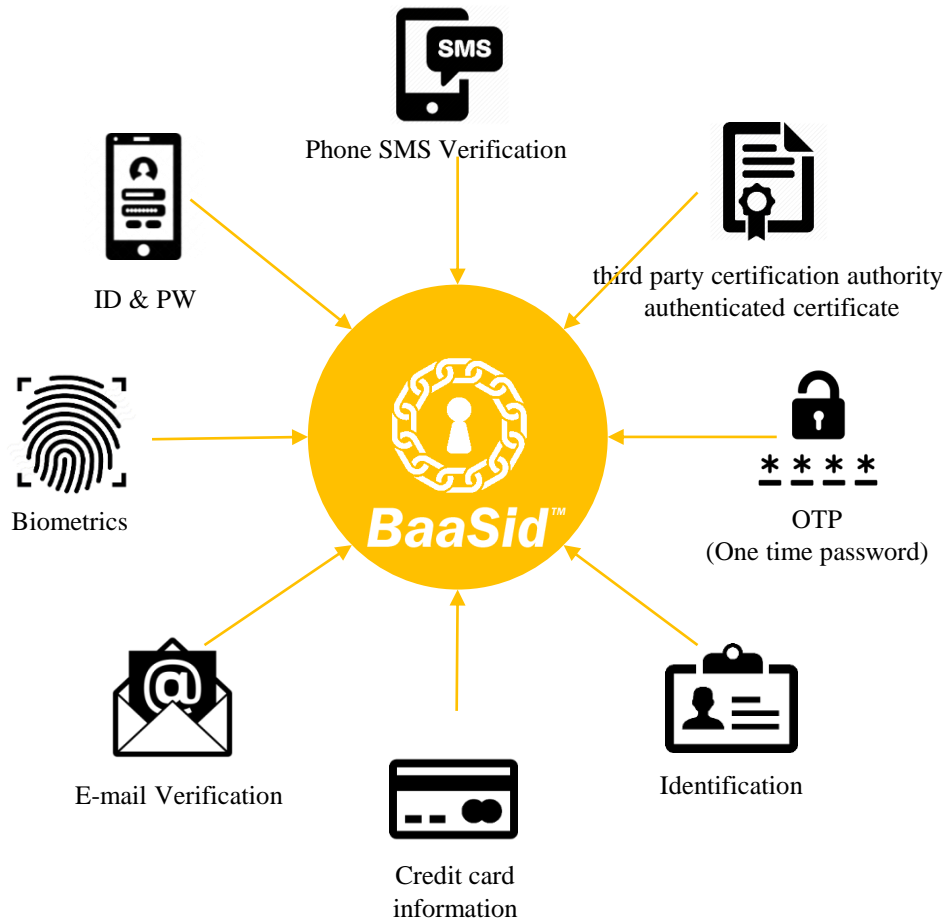 SMS
Phone SMS Verification
ID & PW
third party certification authority
authenticated certificate
Biometrics
BaaSid™
* * * *
OTP
(One time password)
@
E-mail Verification
Identification
Credit card
information